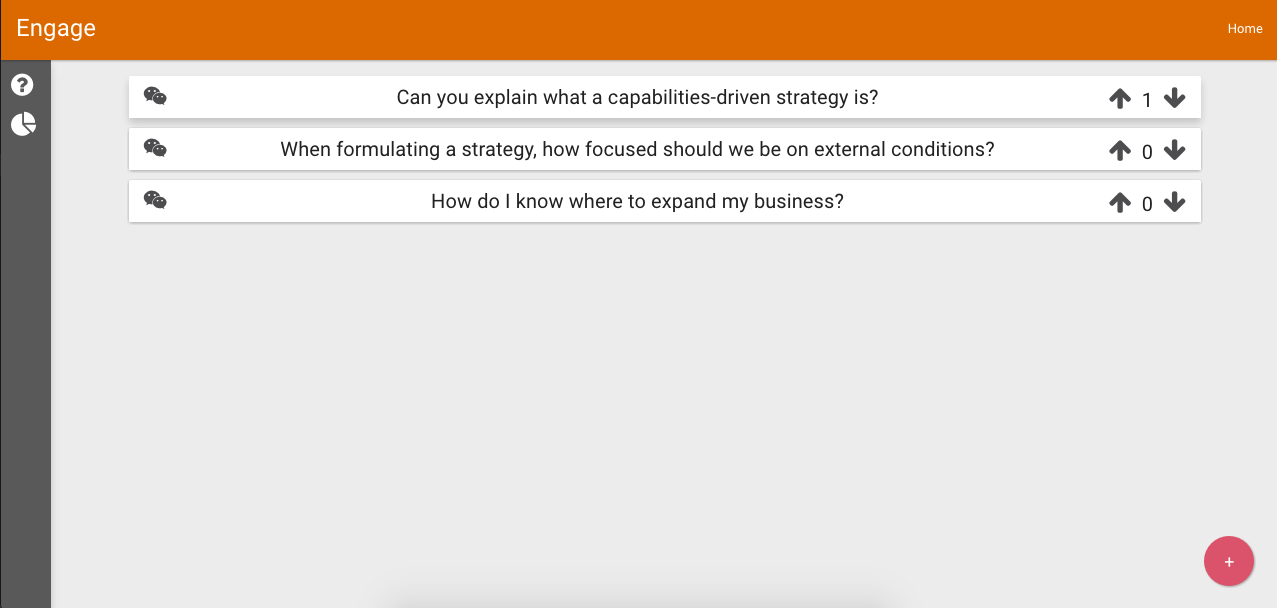 Engage
Home
Can you explain what a capabilities-driven strategy is?
1
When formulating a strategy, how focused should we be on external conditions?
0
How do I know where to expand my business?
0
+